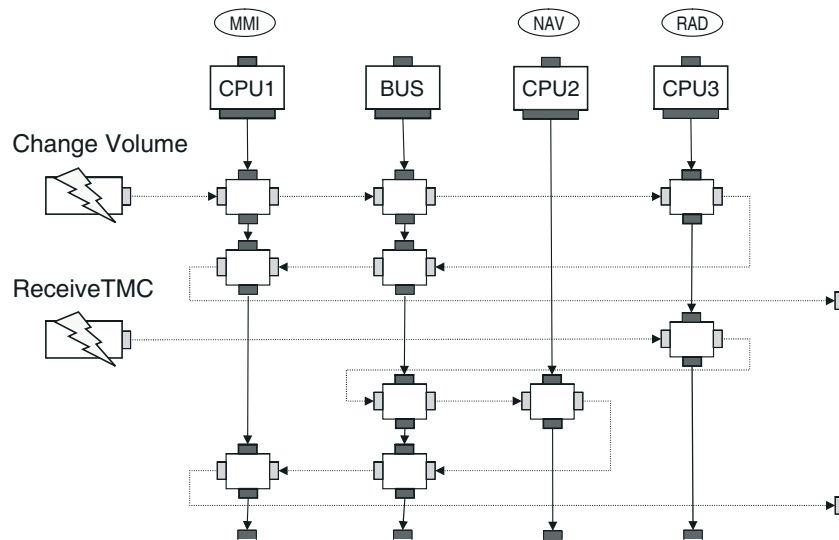 MMI
NAV
RAD
CPU1
BUS
CPU2
CPU3
Change Volume
ReceiveTMC